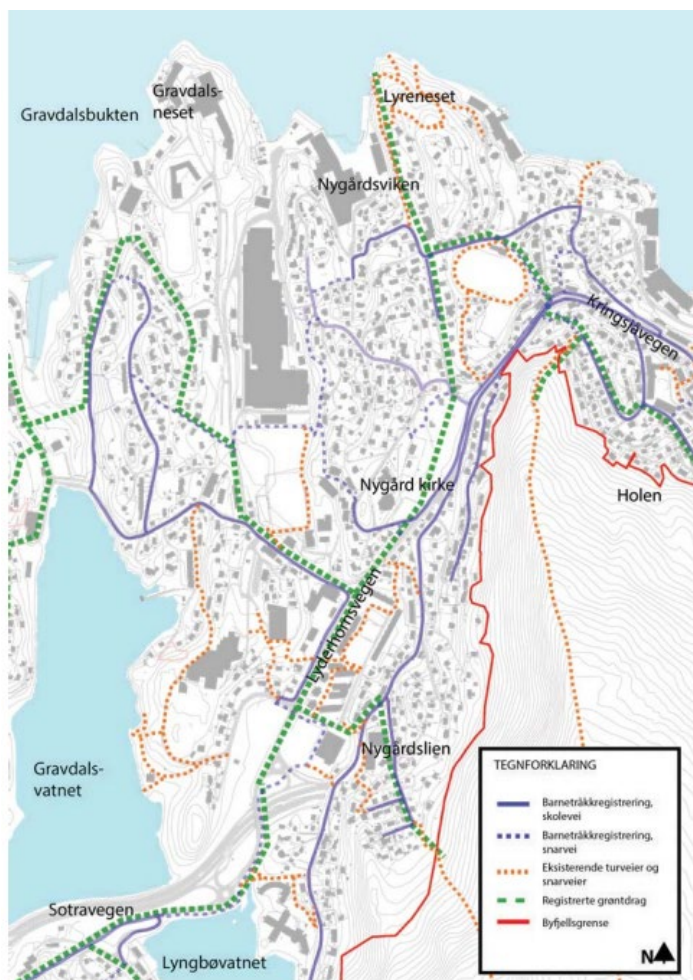 Gravdals-
neset
Gravdalsbukten
Lyreneset
Nygårdsviken
Kringsjåvegen
Nygård kirke
Holen
Lyderhornsvegen
Gravdals-
vatnet
Nygårdslien
Sotravegen
Lyngbøvatnet
TEGNFORKLARING
Barnetråkkregistrering,
skolevei
Barnetråkkregistrering,
snarvei
Eksisterende turveier og
snarveier
Registrerte grøntdrag
Byfjellsgrense
N